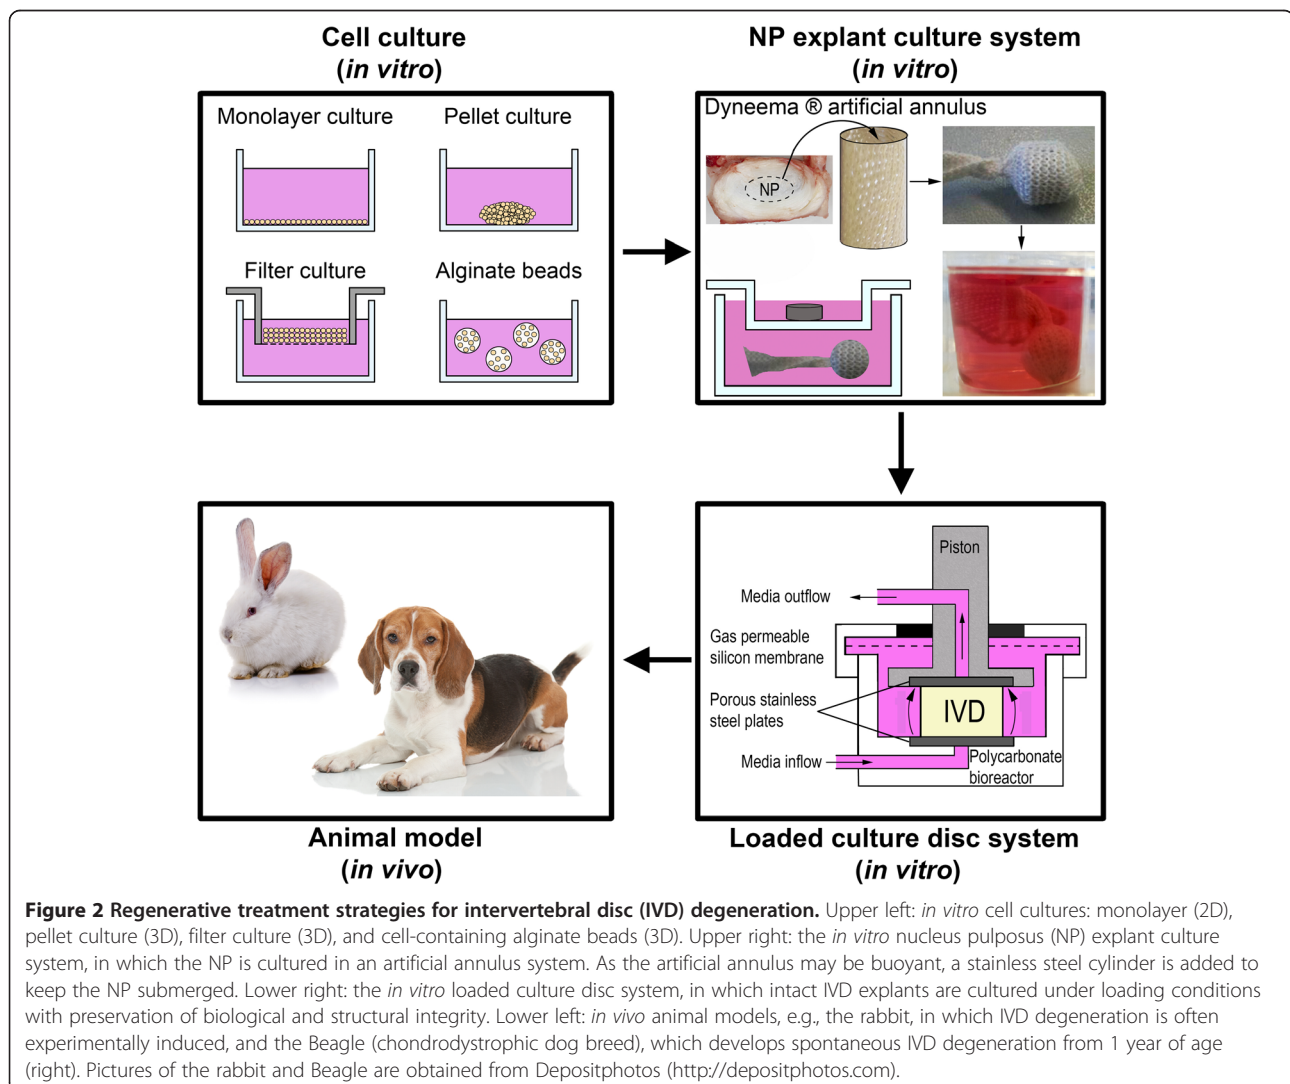 Cell culture
(in vitro)
NP explant culture system
(in vitro)
Monolayer culture
Pellet culture
Filter culture
Alginate beads
Dyneema ® artificial annulus
NP
Piston
Media outflow
Gas permeable
silicon membrane
Porous stainless
steel plates
IVD
Media inflow
Polycarbonate
bioreactor
Animal model
(in vivo)
Loaded culture disc system
(in vitro)
Figure 2 Regenerative treatment strategies for intervertebral disc (IVD) degeneration. Upper left: in vitro cell cultures: monolayer (2D),
pellet culture (3D), filter culture (3D), and cell-containing alginate beads (3D). Upper right: the in vitro nucleus pulposus (NP) explant culture
system, in which the NP is cultured in an artificial annulus system. As the artificial annulus may be buoyant, a stainless steel cylinder is added to
keep the NP submerged. Lower right: the in vitro loaded culture disc system, in which intact IVD explants are cultured under loading conditions
with preservation of biological and structural integrity. Lower left: in vivo animal models, e.g., the rabbit, in which IVD degeneration is often
experimentally induced, and the Beagle (chondrodystrophic dog breed), which develops spontaneous IVD degeneration from 1 year of age
(right). Pictures of the rabbit and Beagle are obtained from Depositphotos (http://depositphotos.com).